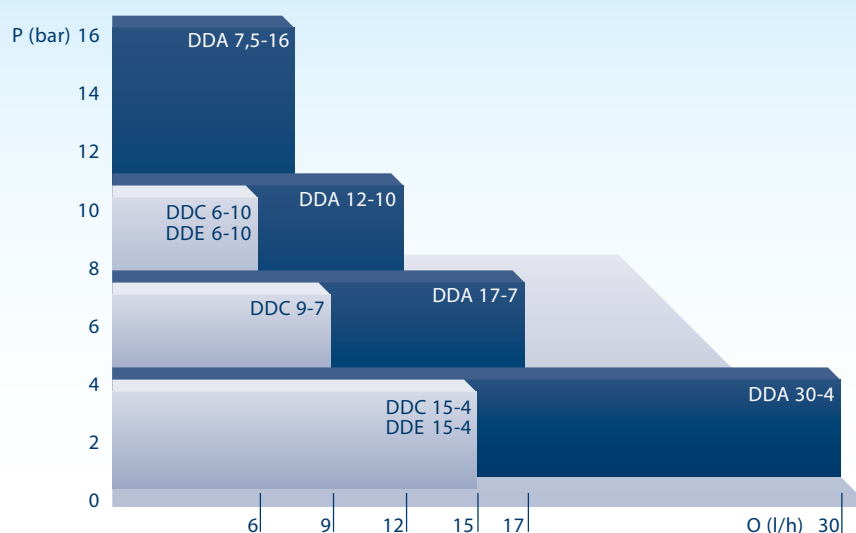 P (bar) 16
DDA 7,5-16
14
12
10
DDC 6-10
DDE 6-10
DDA 12-10
8
DDC 9-7
DDA 17-7
6
4
DDC 15-4
DDE 15-4
DDA 30-4
2
0
6 9 12 15 17 O (l/h) 30